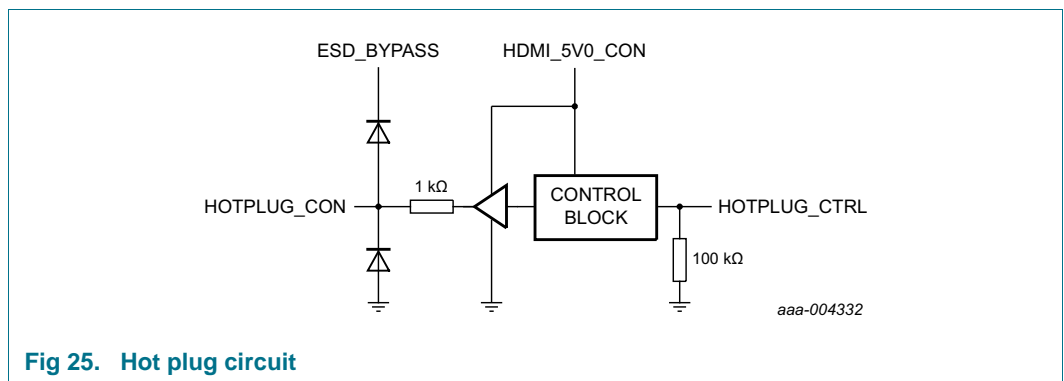 ESD_BYPASS
HDMI_5V0_CON
HOTPLUG_CON
1 kΩ
CONTROL
BLOCK
HOTPLUG_CTRL
100 kΩ
aaa-004332
Fig 25. Hot plug circuit